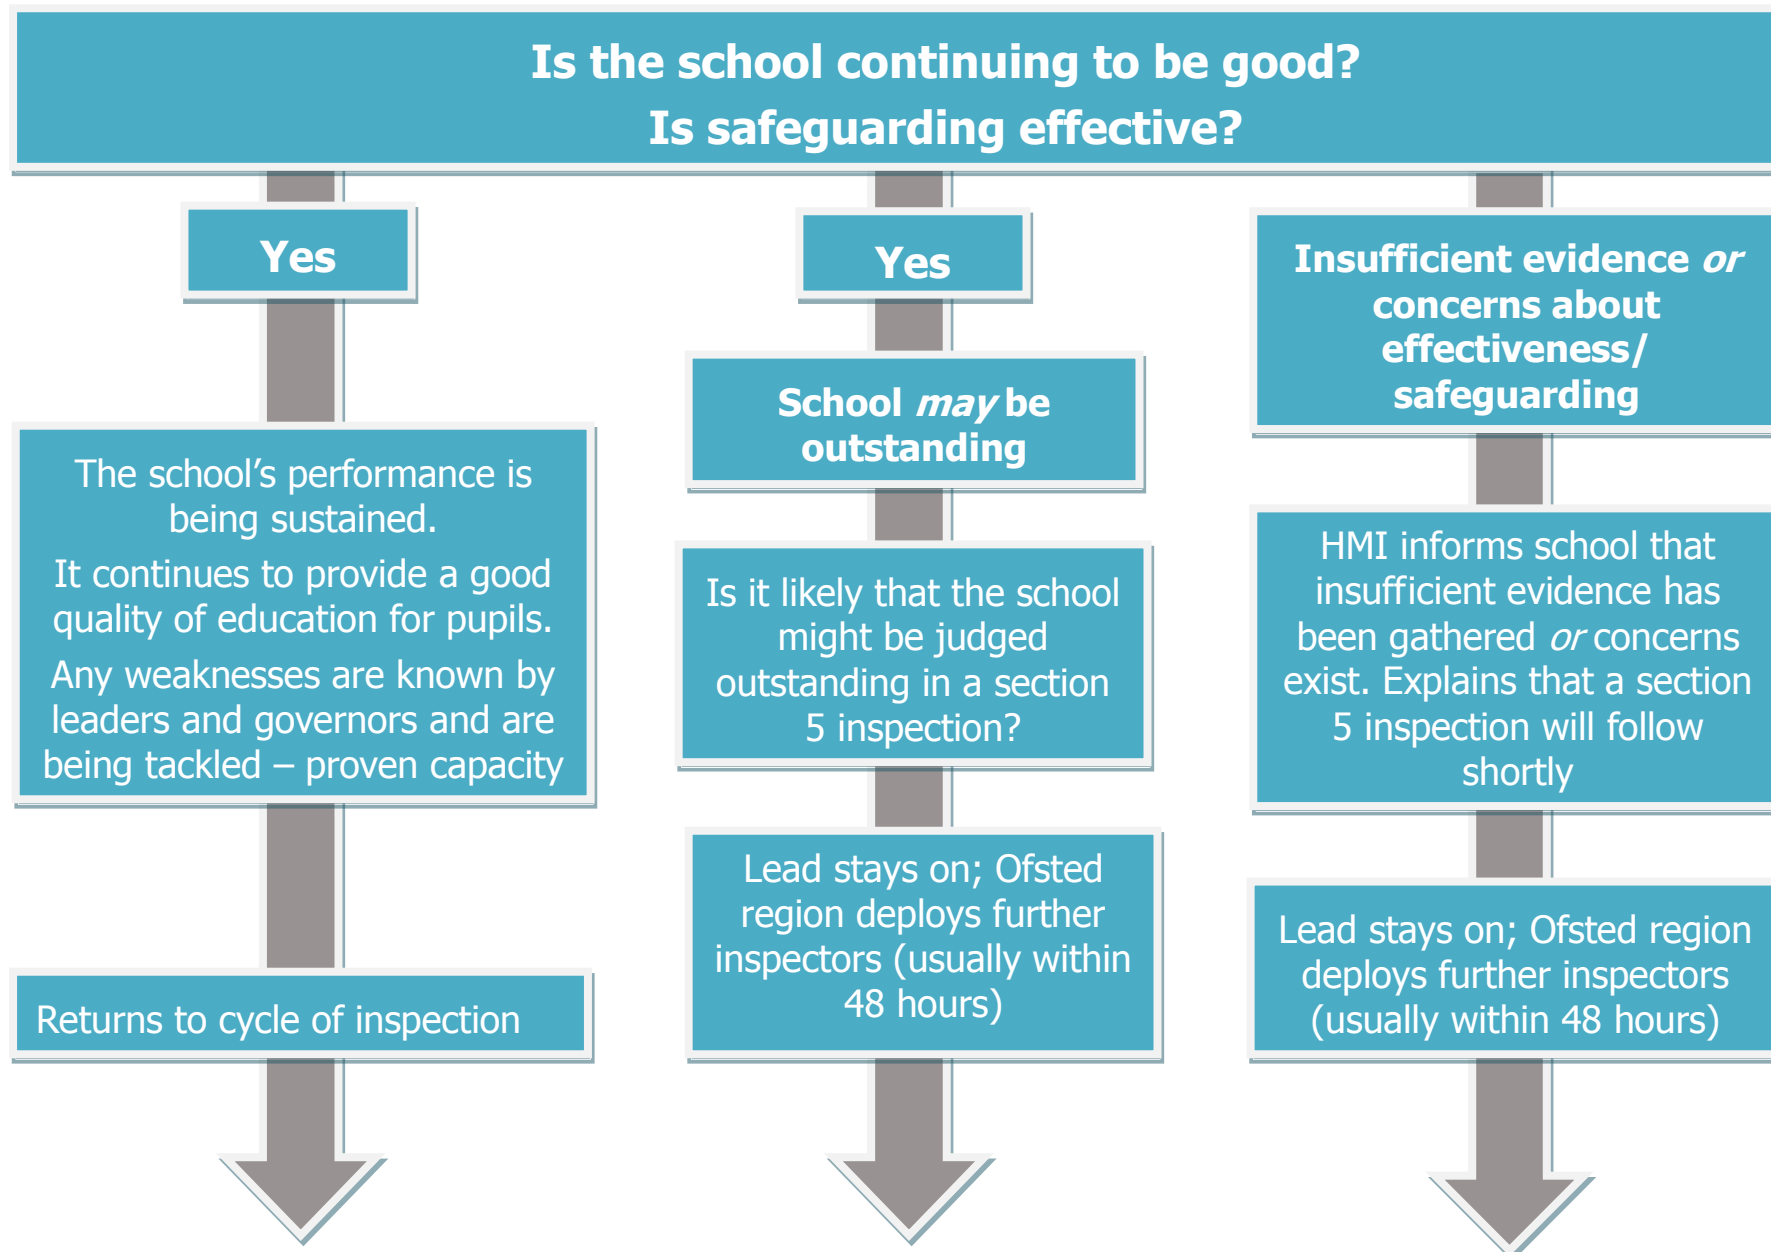 Is the school continuing to be good?
Is safeguarding effective?
Yes
The school’s performance is
being sustained.
It continues to provide a good
quality of education for pupils.
Any weaknesses are known by
leaders and governors and are
being tackled – proven capacity
Returns to cycle of inspection
Yes
School may be
outstanding
Is it likely that the school
might be judged
outstanding in a section
5 inspection?
Lead stays on; Ofsted
region deploys further
inspectors (usually within
48 hours)
Insufficient evidence or
concerns about
effectiveness/
safeguarding
HMI informs school that
insufficient evidence has
been gathered or concerns
exist. Explains that a section
5 inspection will follow
shortly
Lead stays on; Ofsted region
deploys further inspectors
(usually within 48 hours)